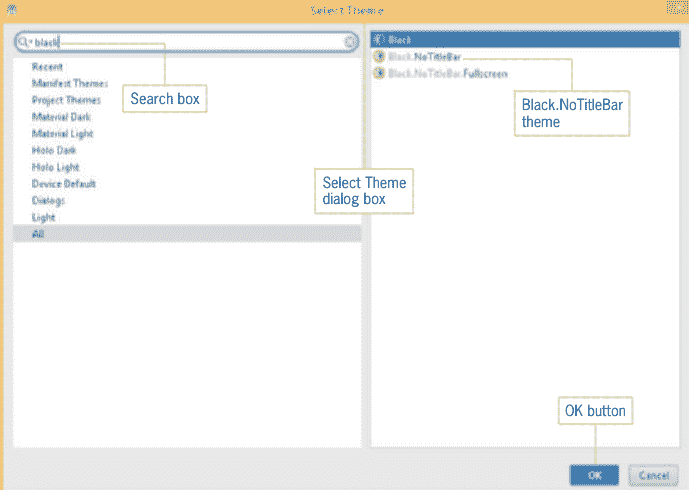 Select Theme
black
Recent
Manifest Themes
Project Themes
Material Dark
Material Light
Holo Dark
Holo Light
Device Default
Dialogs
Light
All
Search box
Select Theme
dialog box
Black
Black.NoTitleBar
Black.NoTitleBar.Fullscreen
Black.NoTitleBar
theme
OK button
OK
Cancel